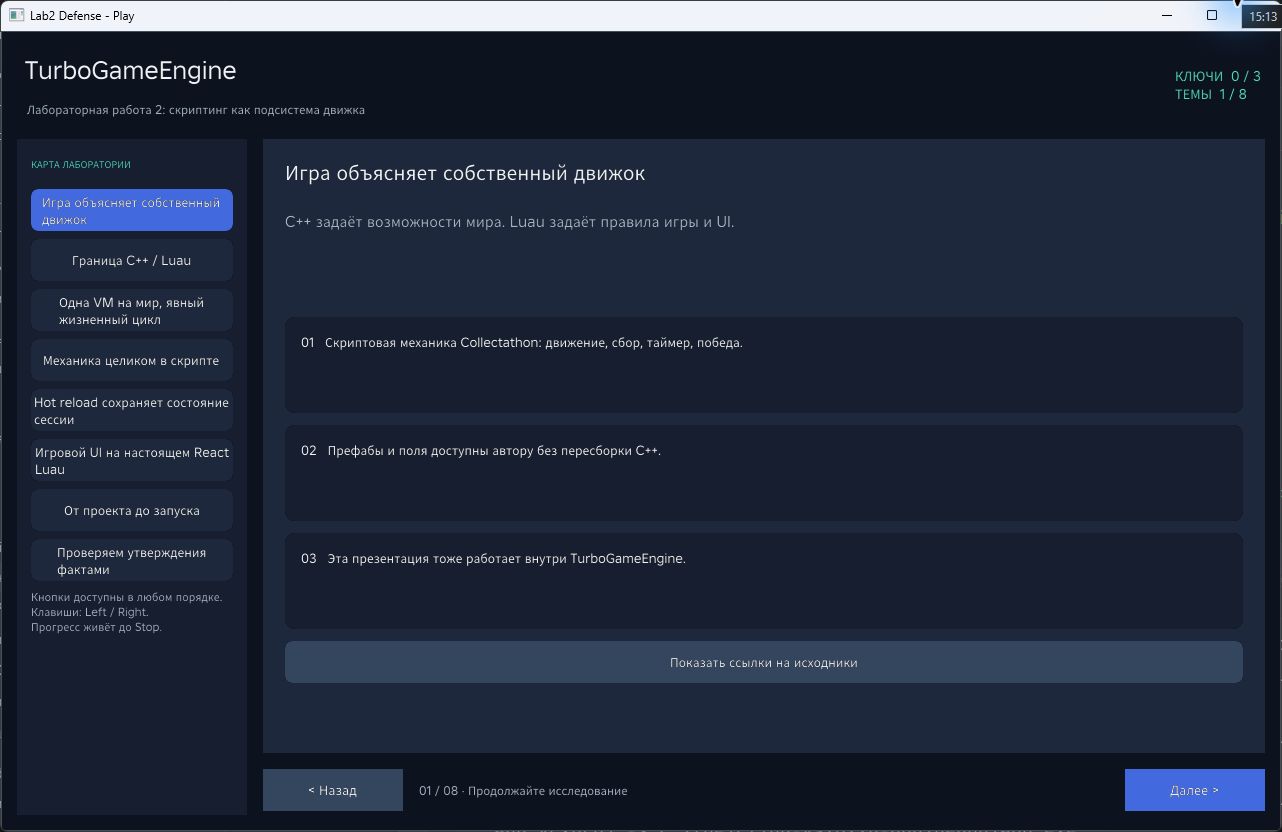 Lab2 Defense - Play
15:13
TurboGameEngine
КЛЮЧИ 0 / 3
ТЕМЫ 1 / 8
Лабораторная работа 2: скриптинг как подсистема движка
КАРТА ЛАБОРАТОРИИ
Игра объясняет собственный
движок
Граница C++ / Luau
Одна VM на мир, явный
жизненный цикл
Механика целиком в скрипте
Hot reload сохраняет состояние
сессии
Игровой UI на настоящем React
Luau
От проекта до запуска
Проверяем утверждения
фактами
Кнопки доступны в любом порядке.
Клавиши: Left / Right.
Прогресс живёт до Stop.
Игра объясняет собственный движок
C++ задаёт возможности мира. Luau задаёт правила игры и UI.
01 Скриптовая механика Collectathon: движение, сбор, таймер, победа.
02 Префабы и поля доступны автору без пересборки C++.
03 Эта презентация тоже работает внутри TurboGameEngine.
Показать ссылки на исходники
< Назад
01 / 08 · Продолжайте исследование
Далее >